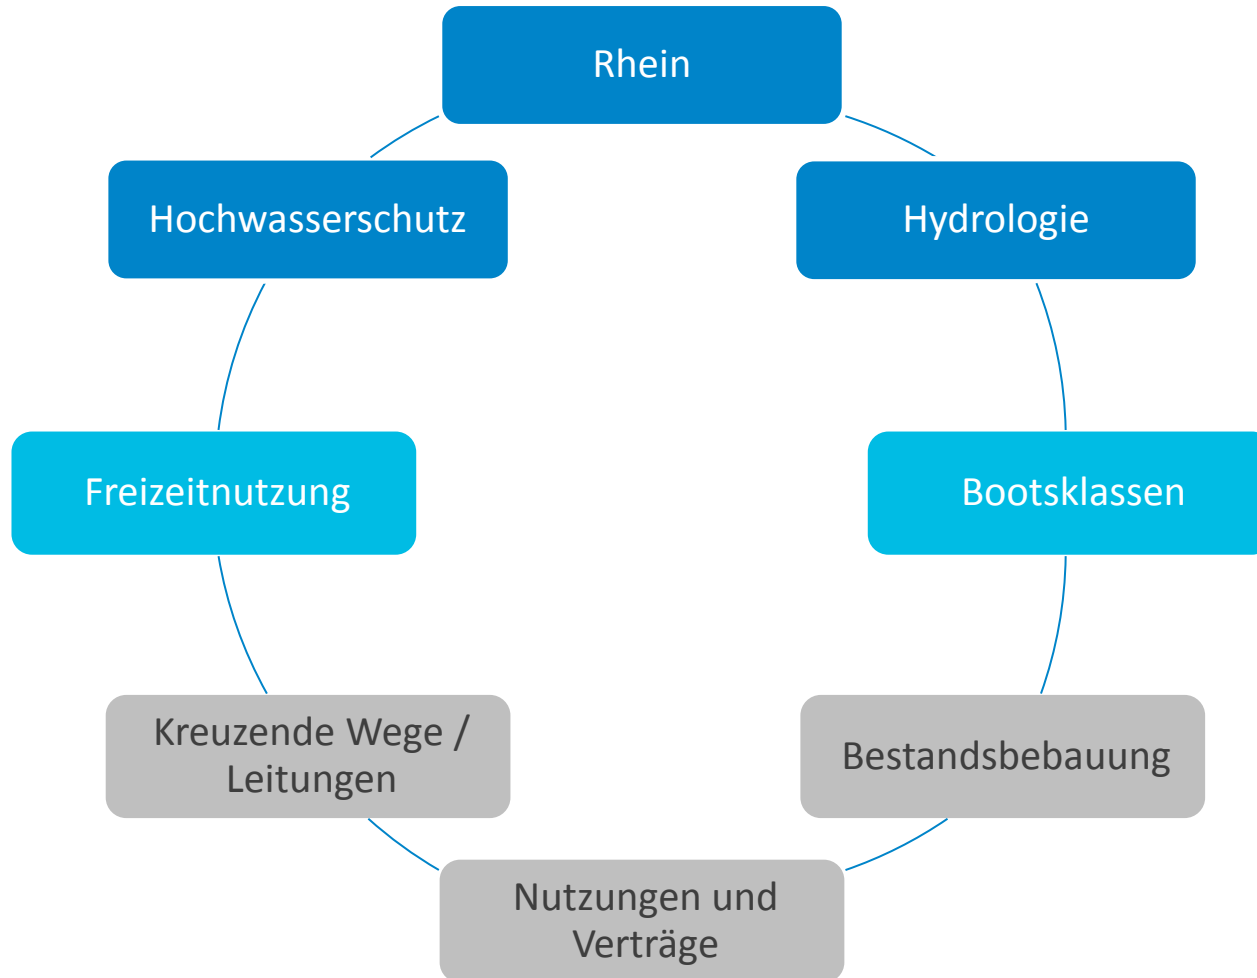 Rhein
Hochwasserschutz
Hydrologie
Freizeitnutzung
Bootsklassen
Kreuzende Wege /
Leitungen
Bestandsbebauung
Nutzungen und
Verträge